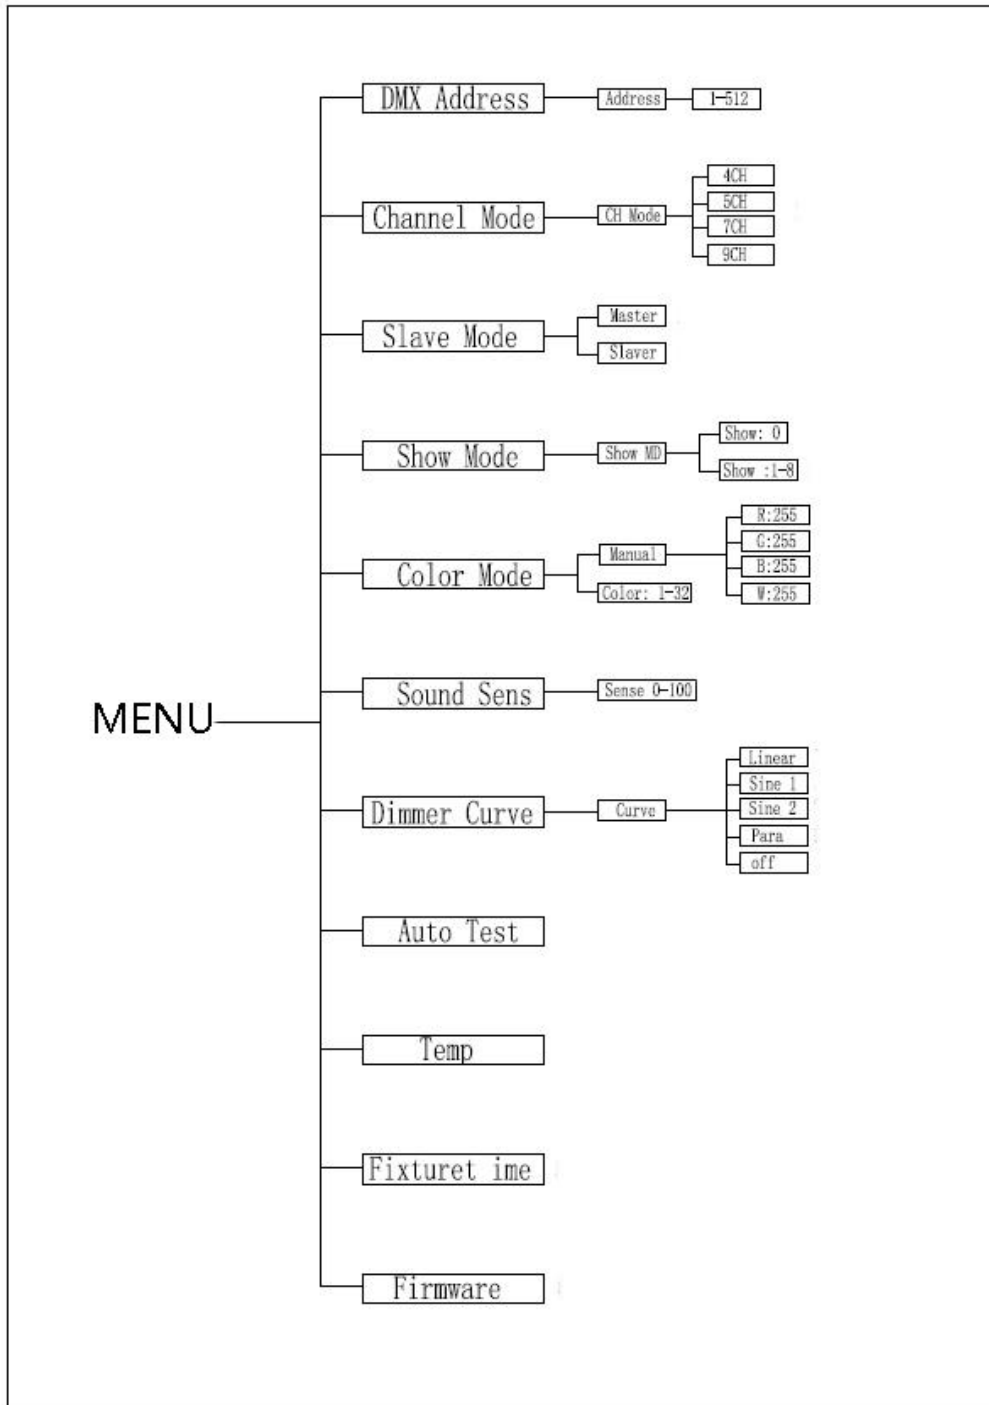 DMX Address
Address
1-512
Channel Mode
CH Mode
4CH
5CH
7CH
9CH
Slave Mode
Master
Slaver
Show Mode
Show MD
Show: 0
Show :1-8
Color Mode
Manual
R:255
G:255
B:255
W:255
Color: 1-32
MENU
Sound Sens
Sense 0-100
Dimmer Curve
Curve
Linear
Sine 1
Sine 2
Para
off
Auto Test
Temp
Fixturet ime
Firmware